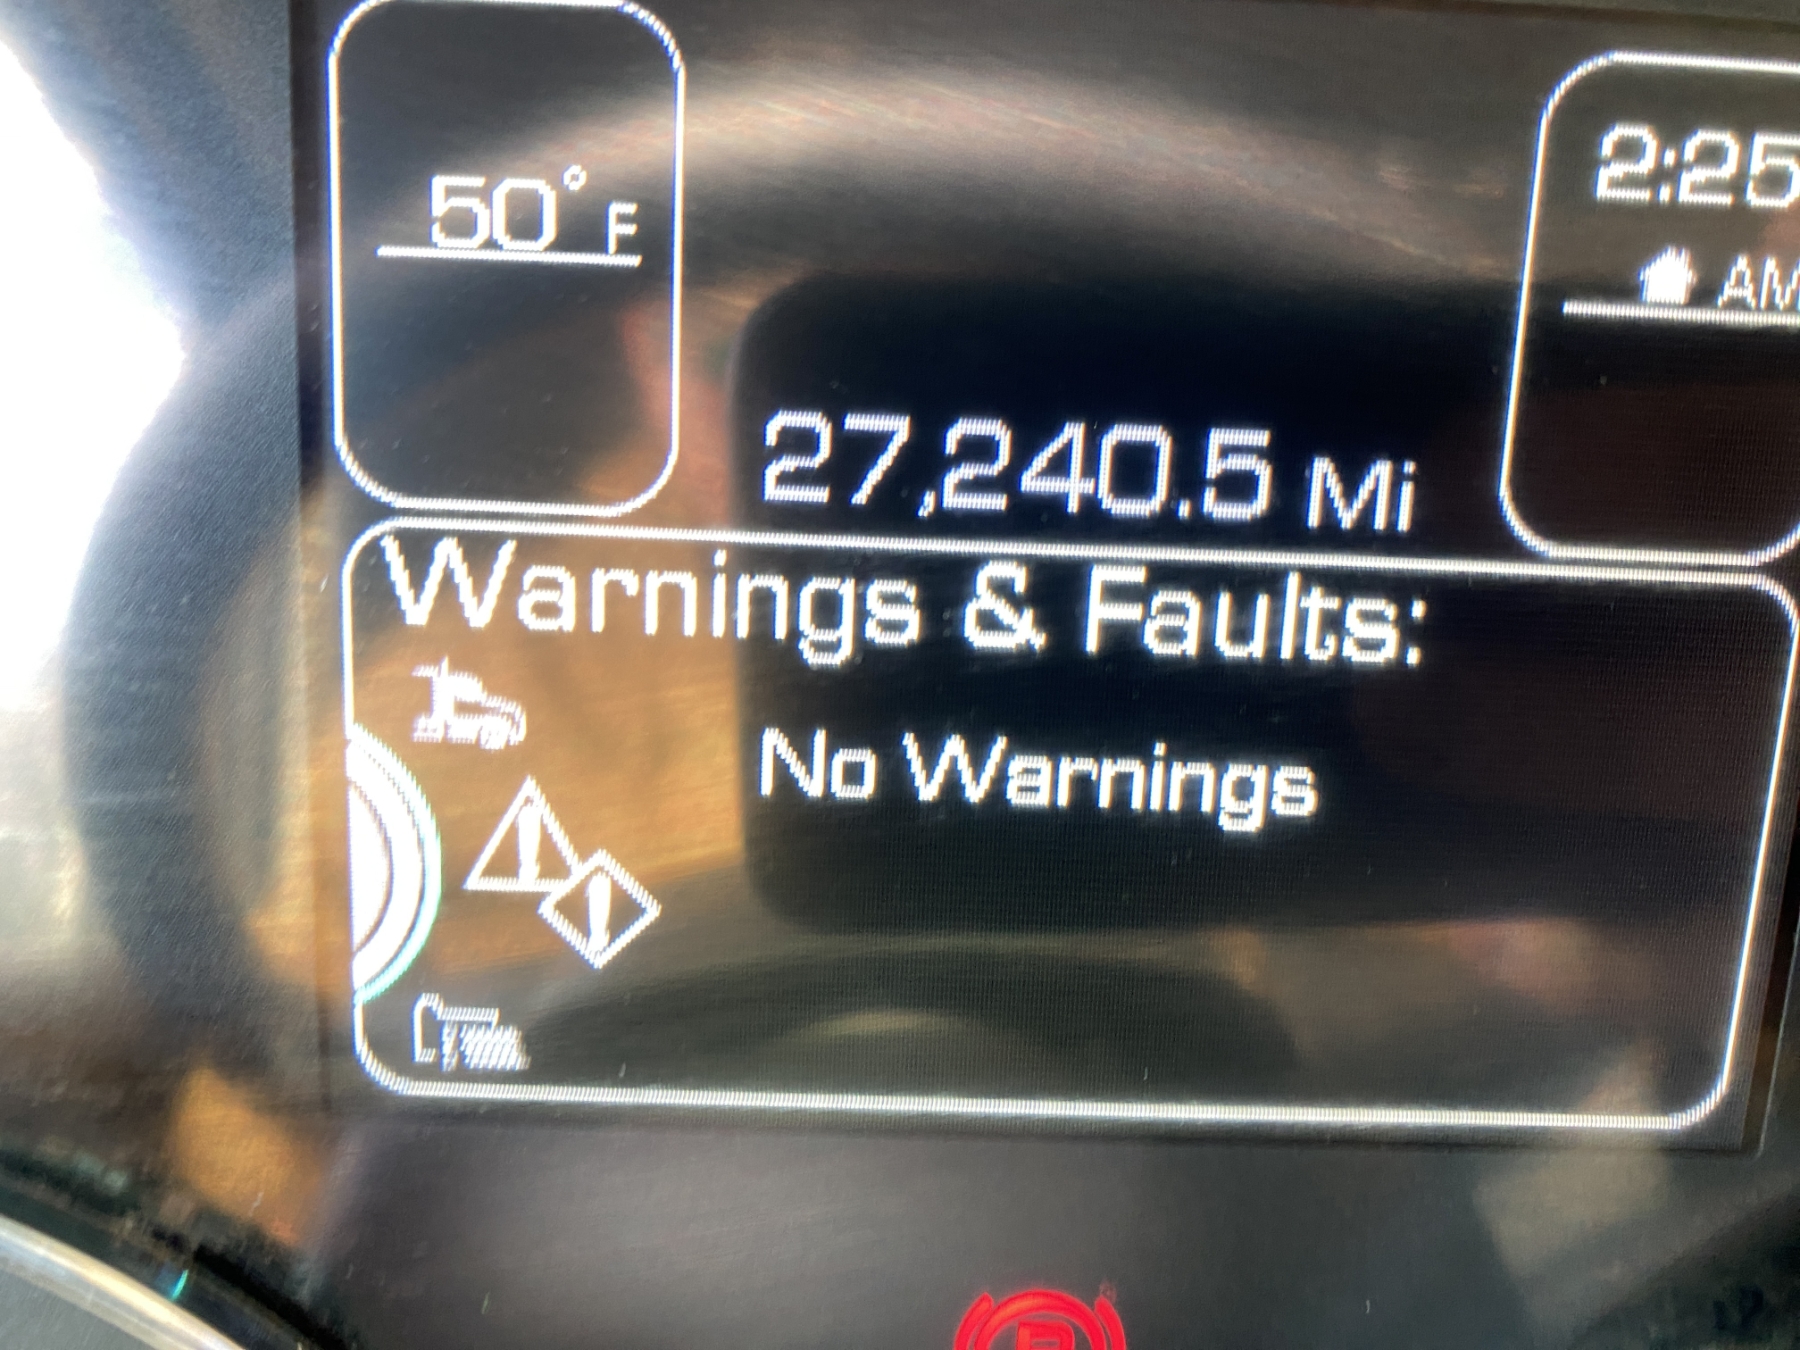 50° F
2:25
AM
27,240.5 Mi
Warnings & Faults:
No Warnings